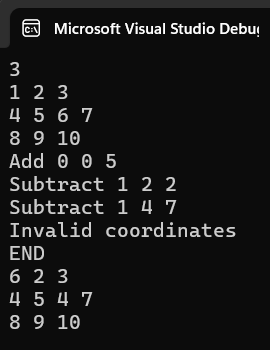 Microsoft Visual Studio Debug
3
1 2 3
4 5 6 7
8 9 10
Add 0 0 5
Subtract 1 2 2
Subtract 1 4 7
Invalid coordinates
END
6 2 3
4 5 4 7
8 9 10